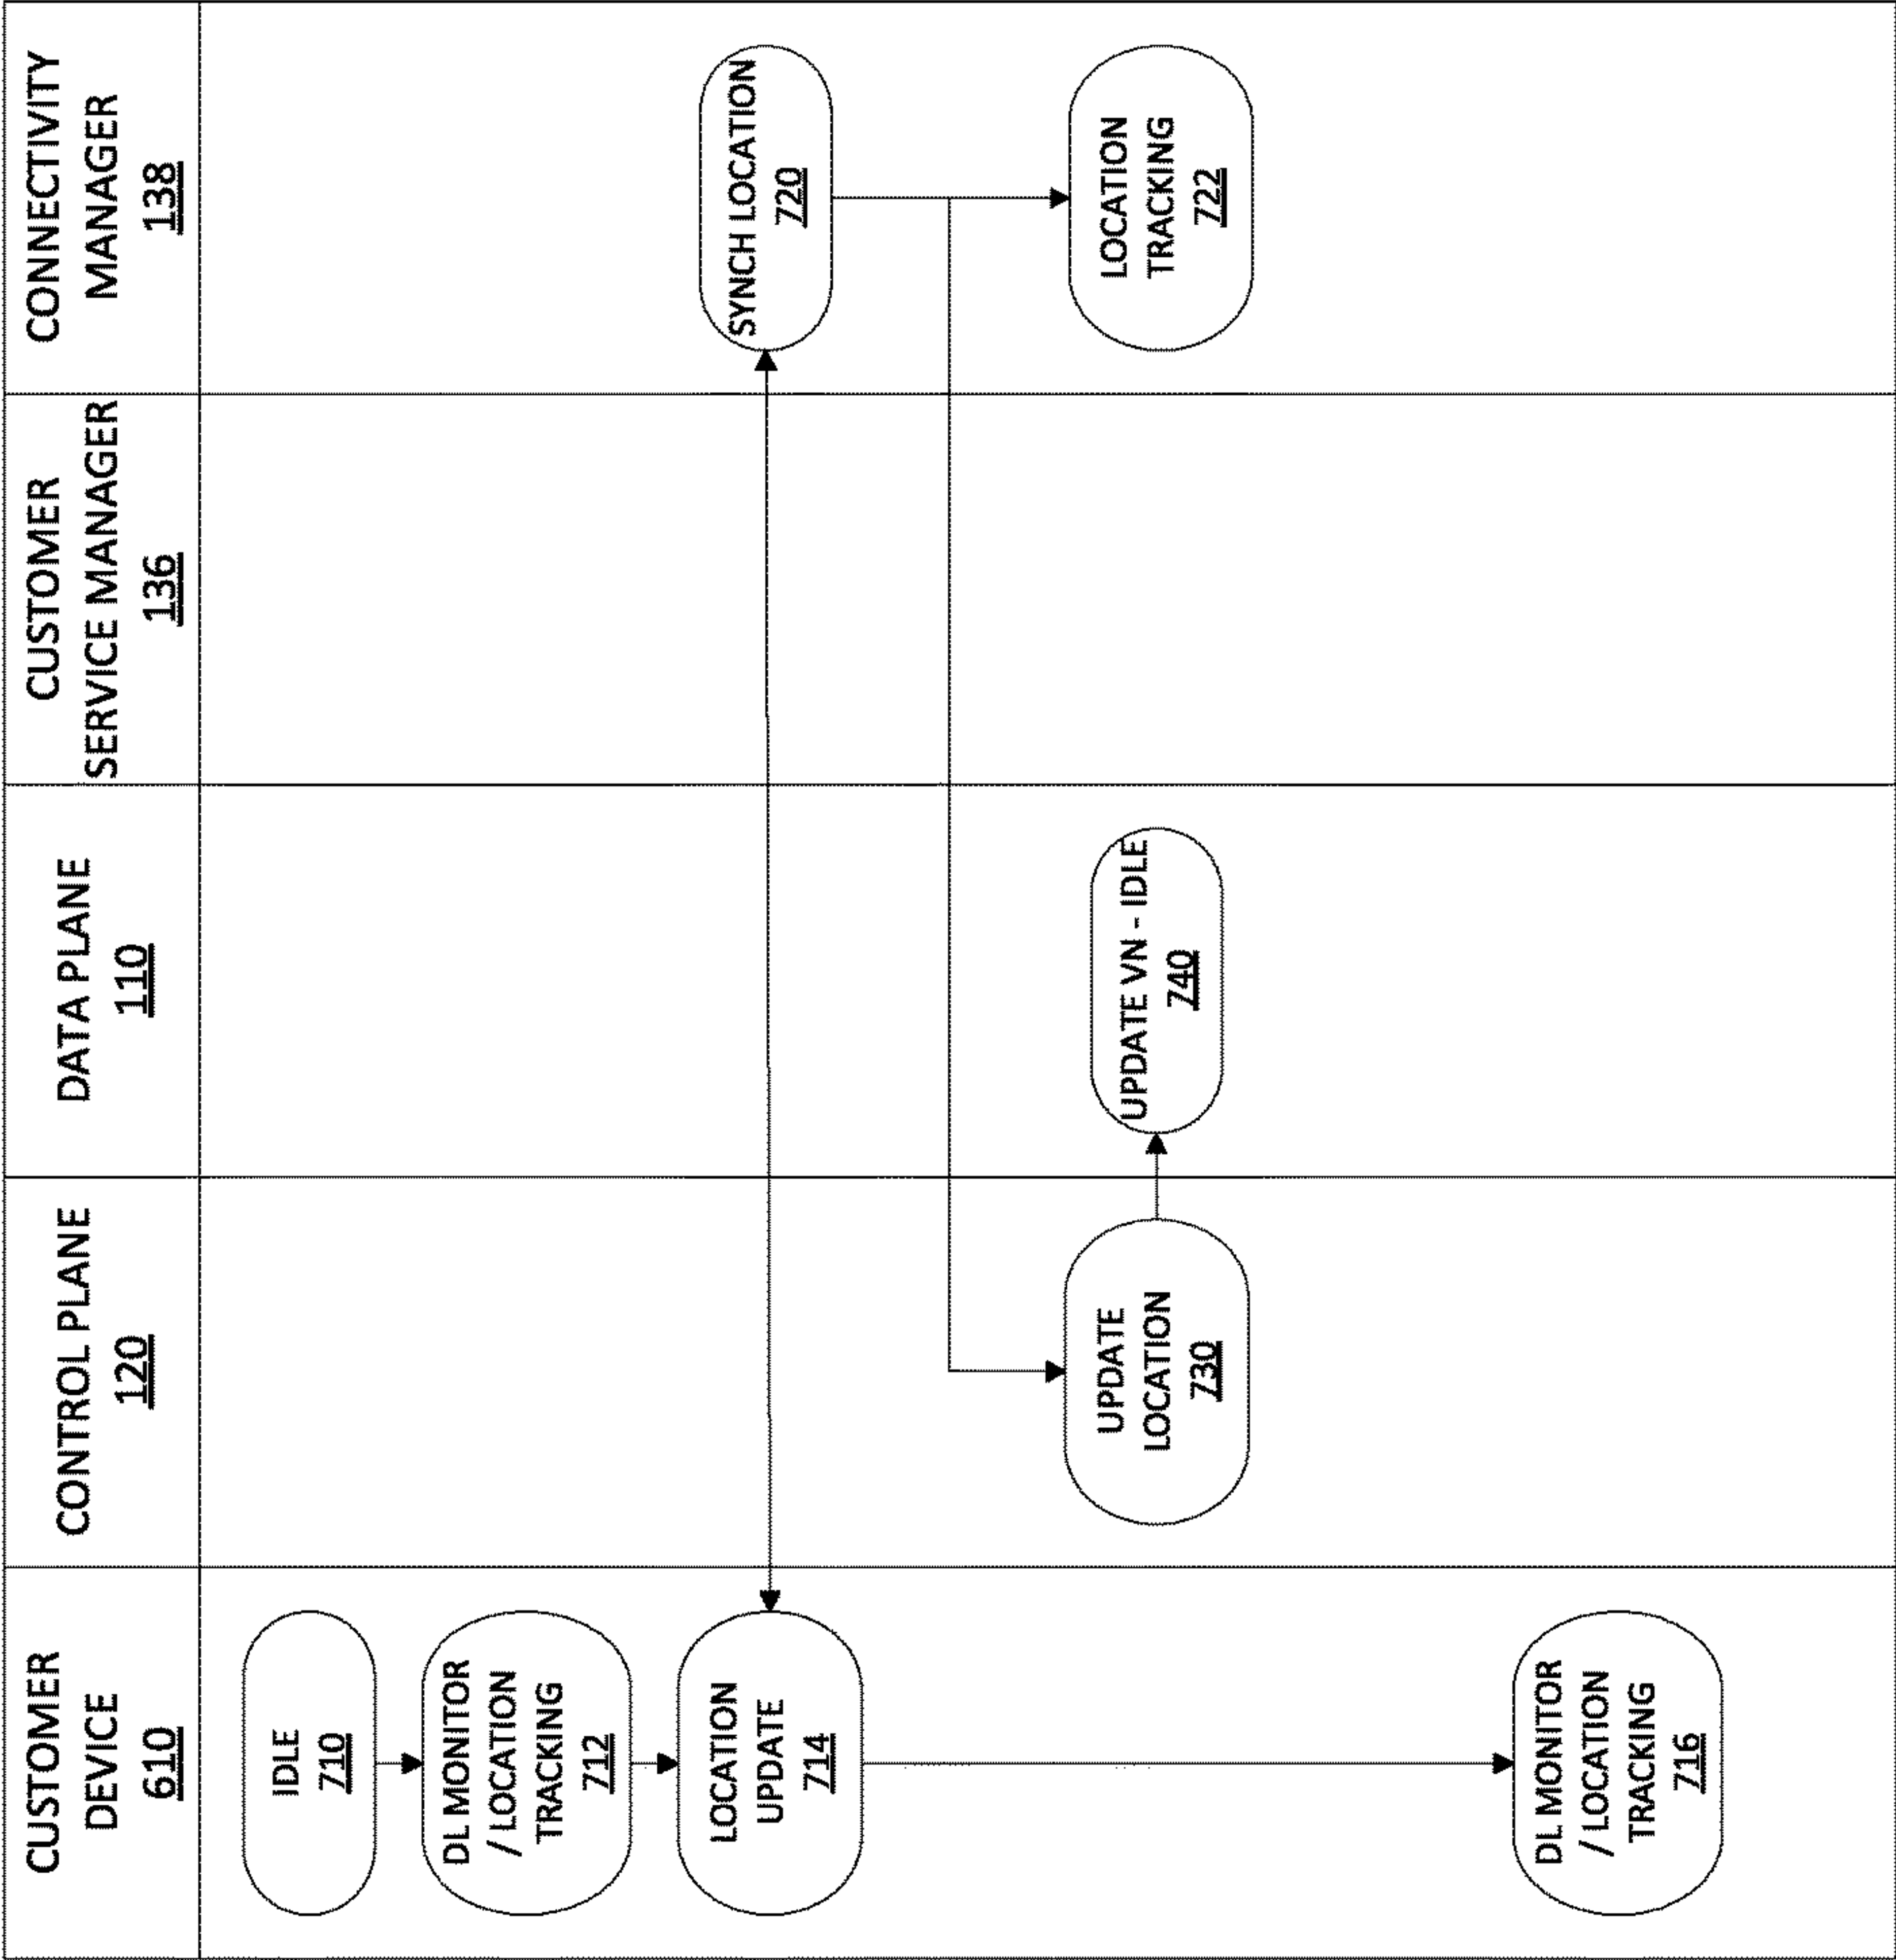 CUSTOMER
DEVICE
610
CONTROL PLANE
120
DATA PLANE
110
CUSTOMER
SERVICE MANAGER
136
CONNECTIVITY
MANAGER
138
IDLE
710
DL MONITOR
/ LOCATION
TRACKING
712
LOCATION
UPDATE
714
SYNCH LOCATION
720
UPDATE
LOCATION
730
UPDATE VN - IDLE
740
LOCATION
TRACKING
722
DL MONITOR
/ LOCATION
TRACKING
716